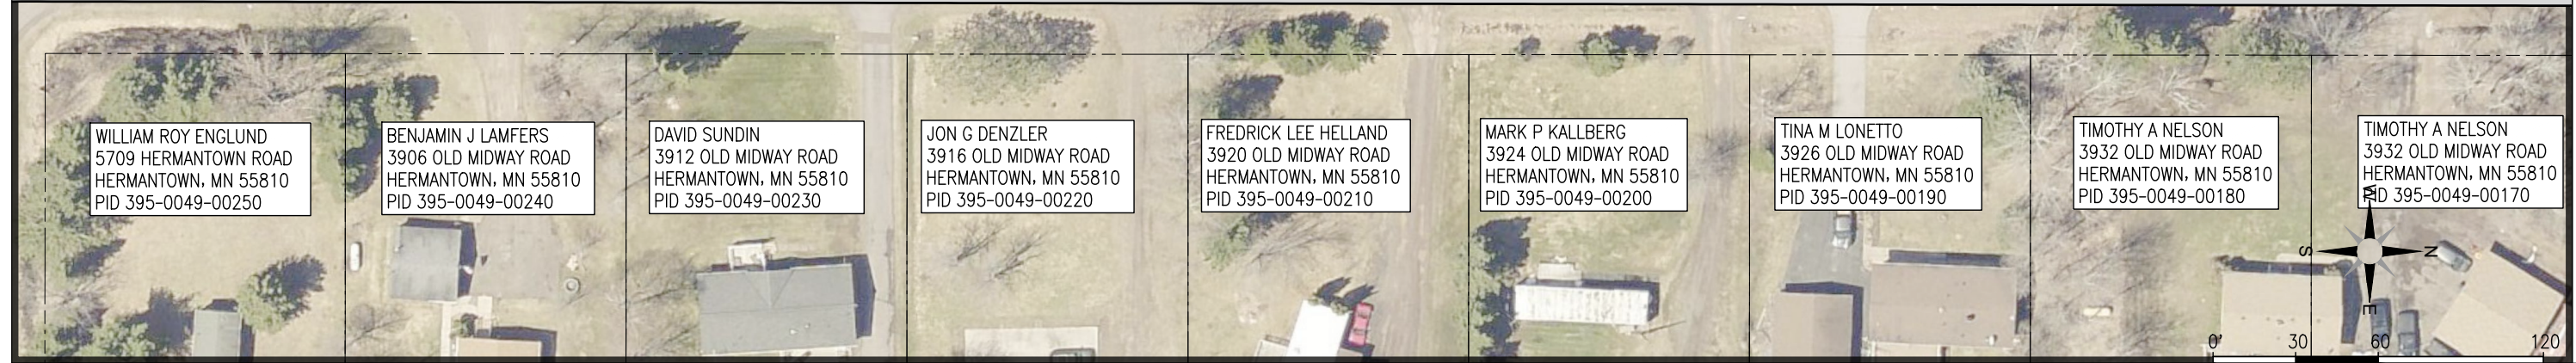 WILLIAM ROY ENGLUND
5709 HERMANTOWN ROAD
HERMANTOWN, MN 55810
PID 395-0049-00250
BENJAMIN J LAMFERS
3906 OLD MIDWAY ROAD
HERMANTOWN, MN 55810
PID 395-0049-00240
DAVID SUNDIN
3912 OLD MIDWAY ROAD
HERMANTOWN, MN 55810
PID 395-0049-00230
JON G DENZLER
3916 OLD MIDWAY ROAD
HERMANTOWN, MN 55810
PID 395-0049-00220
FREDRICK LEE HELLAND
3920 OLD MIDWAY ROAD
HERMANTOWN, MN 55810
PID 395-0049-00210
MARK P KALLBERG
3924 OLD MIDWAY ROAD
HERMANTOWN, MN 55810
PID 395-0049-00200
TINA M LONETTO
3926 OLD MIDWAY ROAD
HERMANTOWN, MN 55810
PID 395-0049-00190
TIMOTHY A NELSON
3932 OLD MIDWAY ROAD
HERMANTOWN, MN 55810
PID 395-0049-00180
TIMOTHY A NELSON
3932 OLD MIDWAY ROAD
HERMANTOWN, MN 55810
PID 395-0049-00170
W
S
N
E
0' 30 60 120